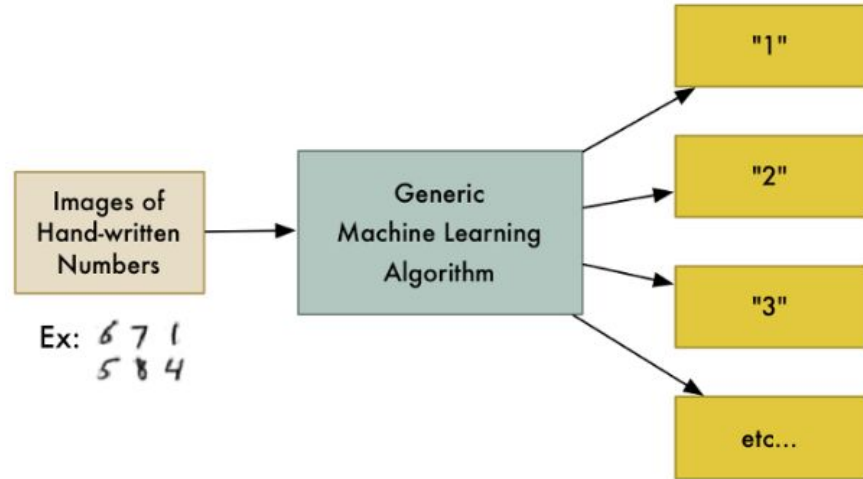 "1"
Images of
Hand-written
Numbers
Generic
Machine Learning
Algorithm
"2"
"3"
etc...
Ex: 6 7 1
5 8 4